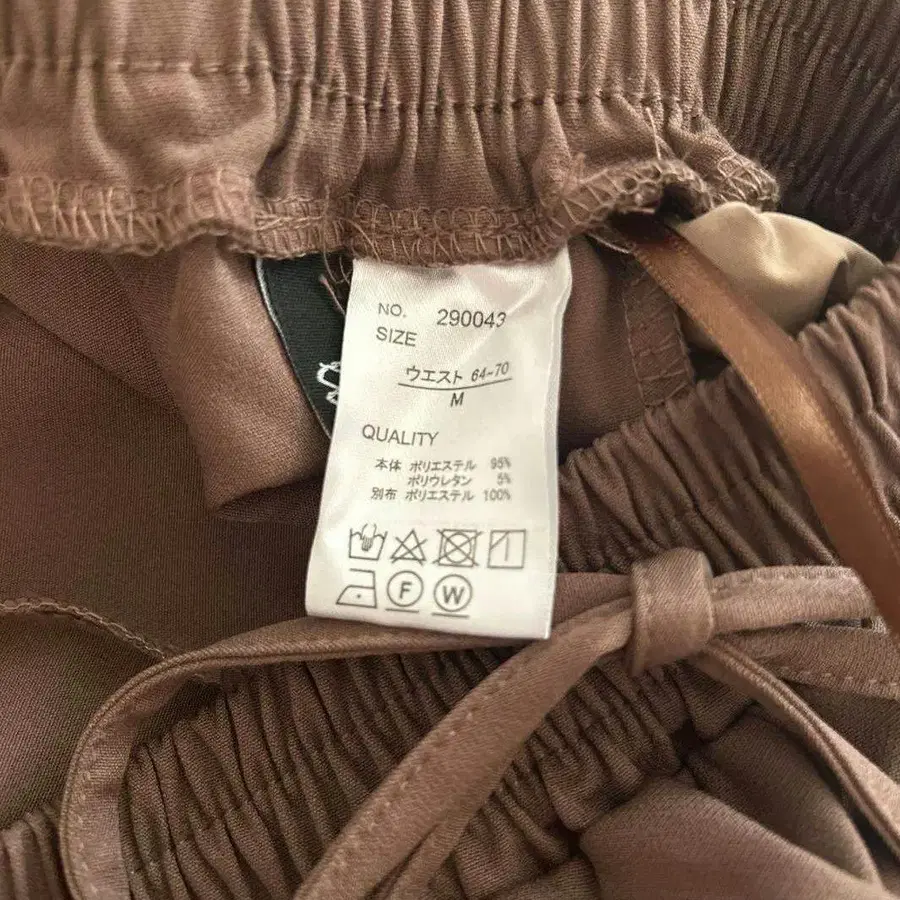 NO. 290043
SIZE
ウエスト 64~70
M
QUALITY
本体 ポリエステル 95%
ポリウレタン 5%
別布 ポリエステル 100%
F W